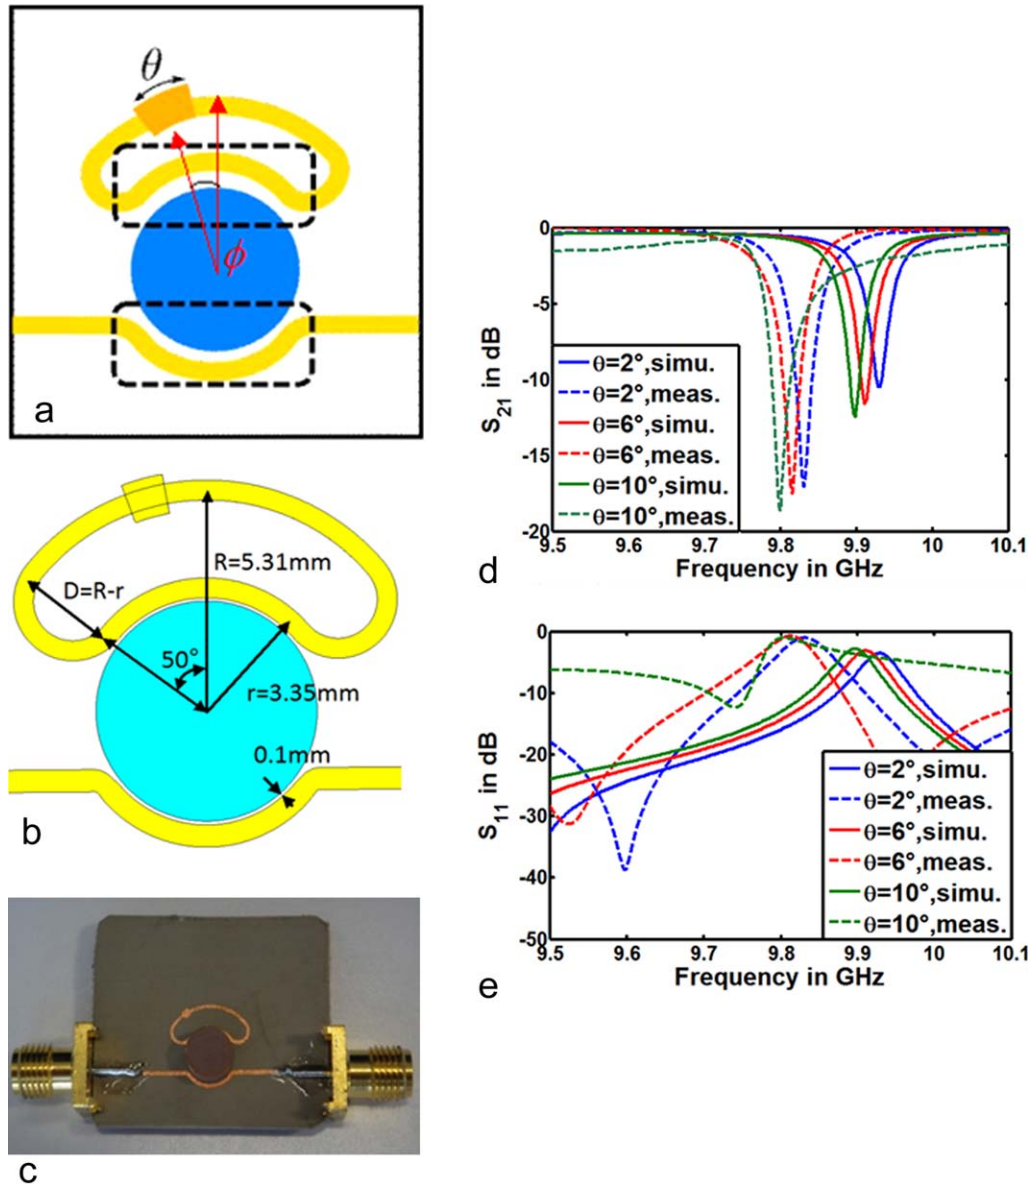 θ
ϕ
a
R=5.31mm
D=R-r
50°
r=3.35mm
0.1mm
b
c
0
-5
-10
-15
-20
S21 in dB
θ=2°,simu.
θ=2°,meas.
θ=6°,simu.
θ=6°,meas.
θ=10°,simu.
θ=10°,meas.
9.5 9.6 9.7 9.8 9.9 10 10.1
Frequency in GHz
d
0
-10
-20
-30
-40
-50
S11 in dB
θ=2°,simu.
θ=2°,meas.
θ=6°,simu.
θ=6°,meas.
θ=10°,simu.
θ=10°,meas.
9.5 9.6 9.7 9.8 9.9 10 10.1
Frequency in GHz
e